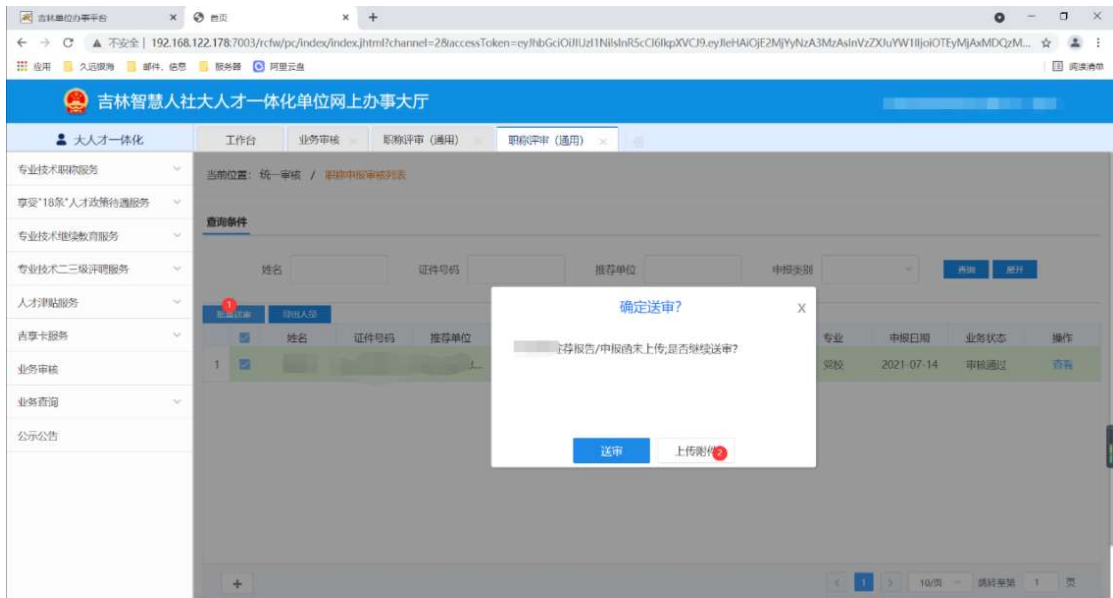 吉林单位办事平台
首页
不安全 | 192.168.122.178:7003/rcfw/pc/index/index.jhtml?channel=2&accessToken=
应用 久远银海 邮件、信息 服务器 阿里云盘 阅读清单
吉林智慧人社大人才一体化单位网上办事大厅
大人才一体化 工作台 业务审核 职称评审（通用） 职称评审（通用）
专业技术职称服务
当前位置：统一审核 / 职称申报审核列表
享受"18条"人才政策待遇服务
查询条件
专业技术继续教育服务
专业技术二三级评聘服务
姓名 证件号码 推荐单位 申报类别 查询 展开
人才津贴服务
1
批量送审 导出人员
确定送审? X
吉享卡服务
姓名 证件号码 推荐单位 专业 申报日期 业务状态 操作
荐报告/申报函未上传;是否继续送审?
业务审核
1 党校 2021-07-14 审核通过 查看
业务查询
公示公告
送审 上传附件 2
+ < 1 > 10/页 跳转至第 1 页